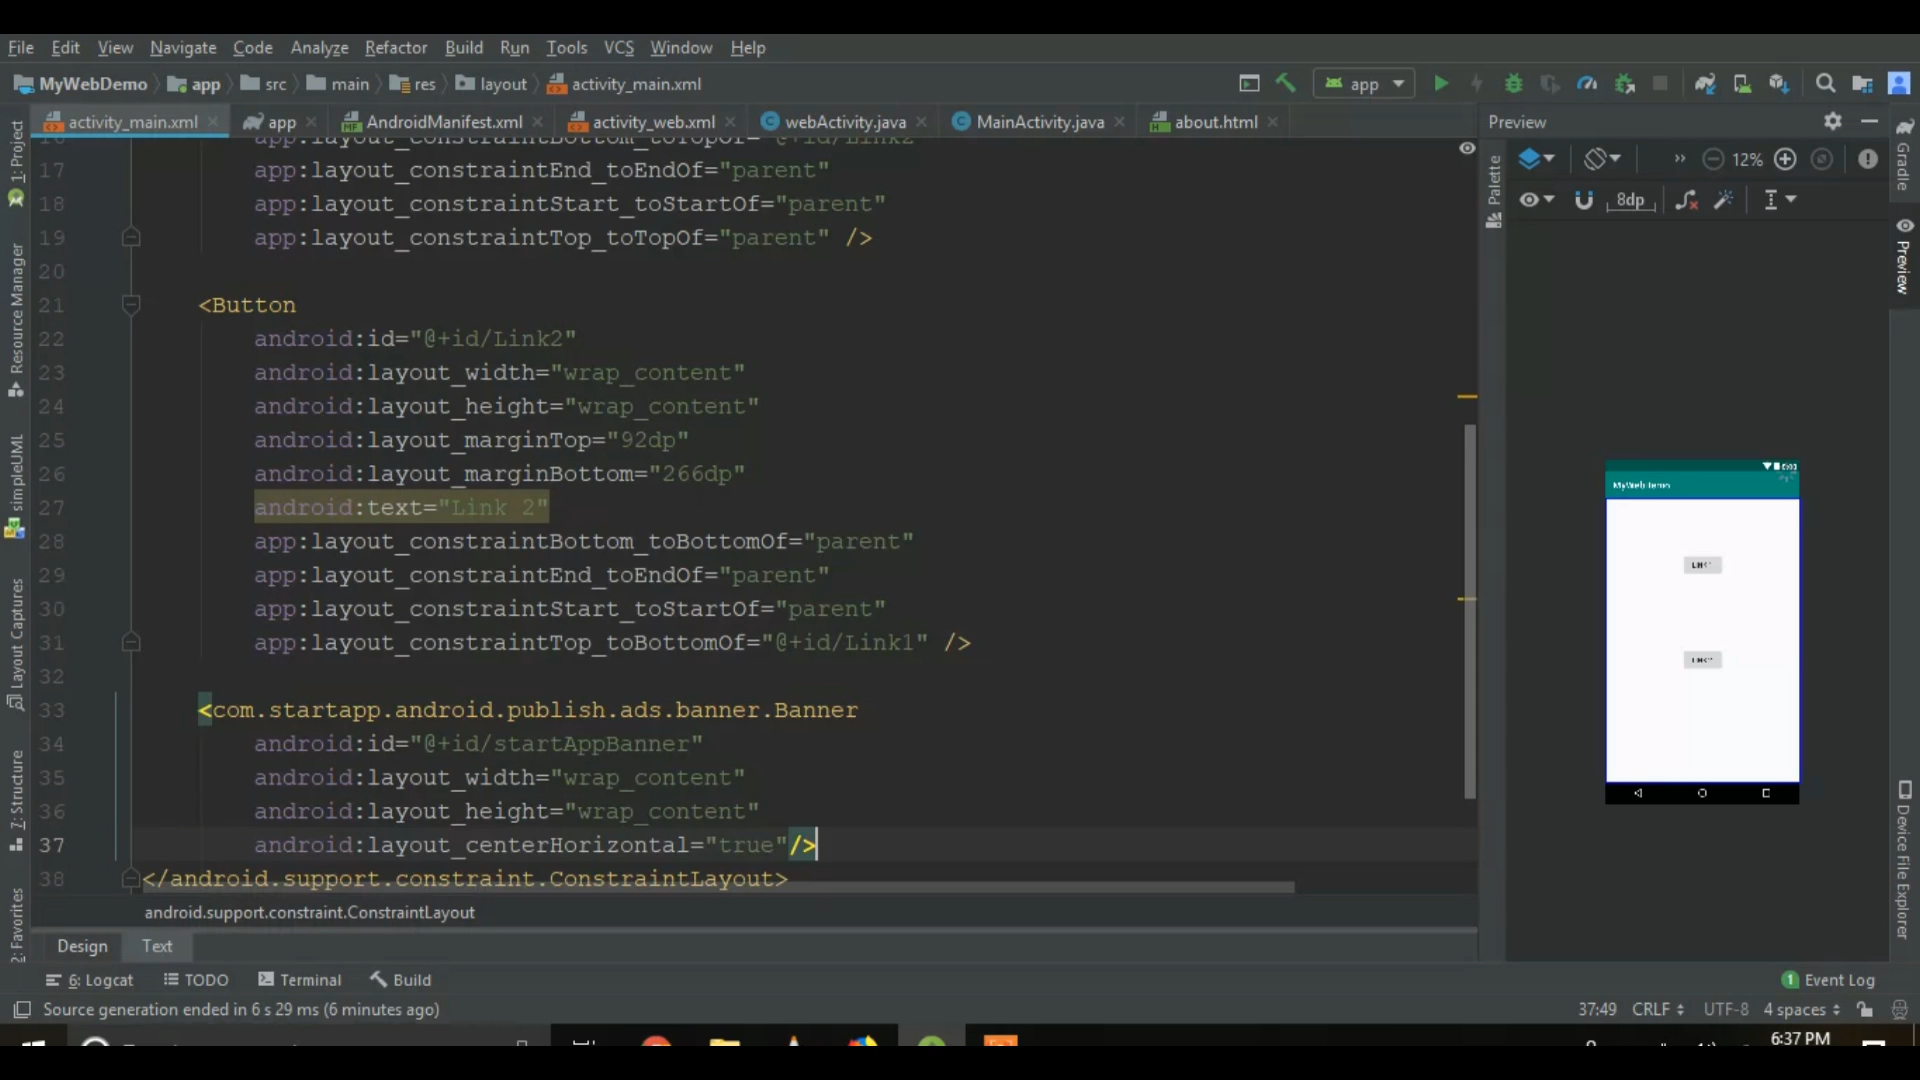 File Edit View Navigate Code Analyze Refactor Build Run Tools VCS Window Help
MyWebDemo app src main res layout activity_main.xml
app
activity_main.xml
app
AndroidManifest.xml
activity_web.xml
webActivity.java
MainActivity.java
about.html
Preview
12%
8dp
1: Project
Resource Manager
simpleUML
Layout Captures
7: Structure
2: Favorites
16 app:layout_constraintBottom_toTopOf="@+id/Link2"
17 app:layout_constraintEnd_toEndOf="parent"
18 app:layout_constraintStart_toStartOf="parent"
19 app:layout_constraintTop_toTopOf="parent" />
20
21 <Button
22 android:id="@+id/Link2"
23 android:layout_width="wrap_content"
24 android:layout_height="wrap_content"
25 android:layout_marginTop="92dp"
26 android:layout_marginBottom="266dp"
27 android:text="Link 2"
28 app:layout_constraintBottom_toBottomOf="parent"
29 app:layout_constraintEnd_toEndOf="parent"
30 app:layout_constraintStart_toStartOf="parent"
31 app:layout_constraintTop_toBottomOf="@+id/Link1" />
32
33 <com.startapp.android.publish.ads.banner.Banner
34 android:id="@+id/startAppBanner"
35 android:layout_width="wrap_content"
36 android:layout_height="wrap_content"
37 android:layout_centerHorizontal="true"/>
38 </android.support.constraint.ConstraintLayout>
android.support.constraint.ConstraintLayout
Design Text
Palette
MyWebDemo
Gradle
Preview
Device File Explorer
6: Logcat TODO Terminal Build
1 Event Log
Source generation ended in 6 s 29 ms (6 minutes ago)
37:49 CRLF UTF-8 4 spaces
6:37 PM